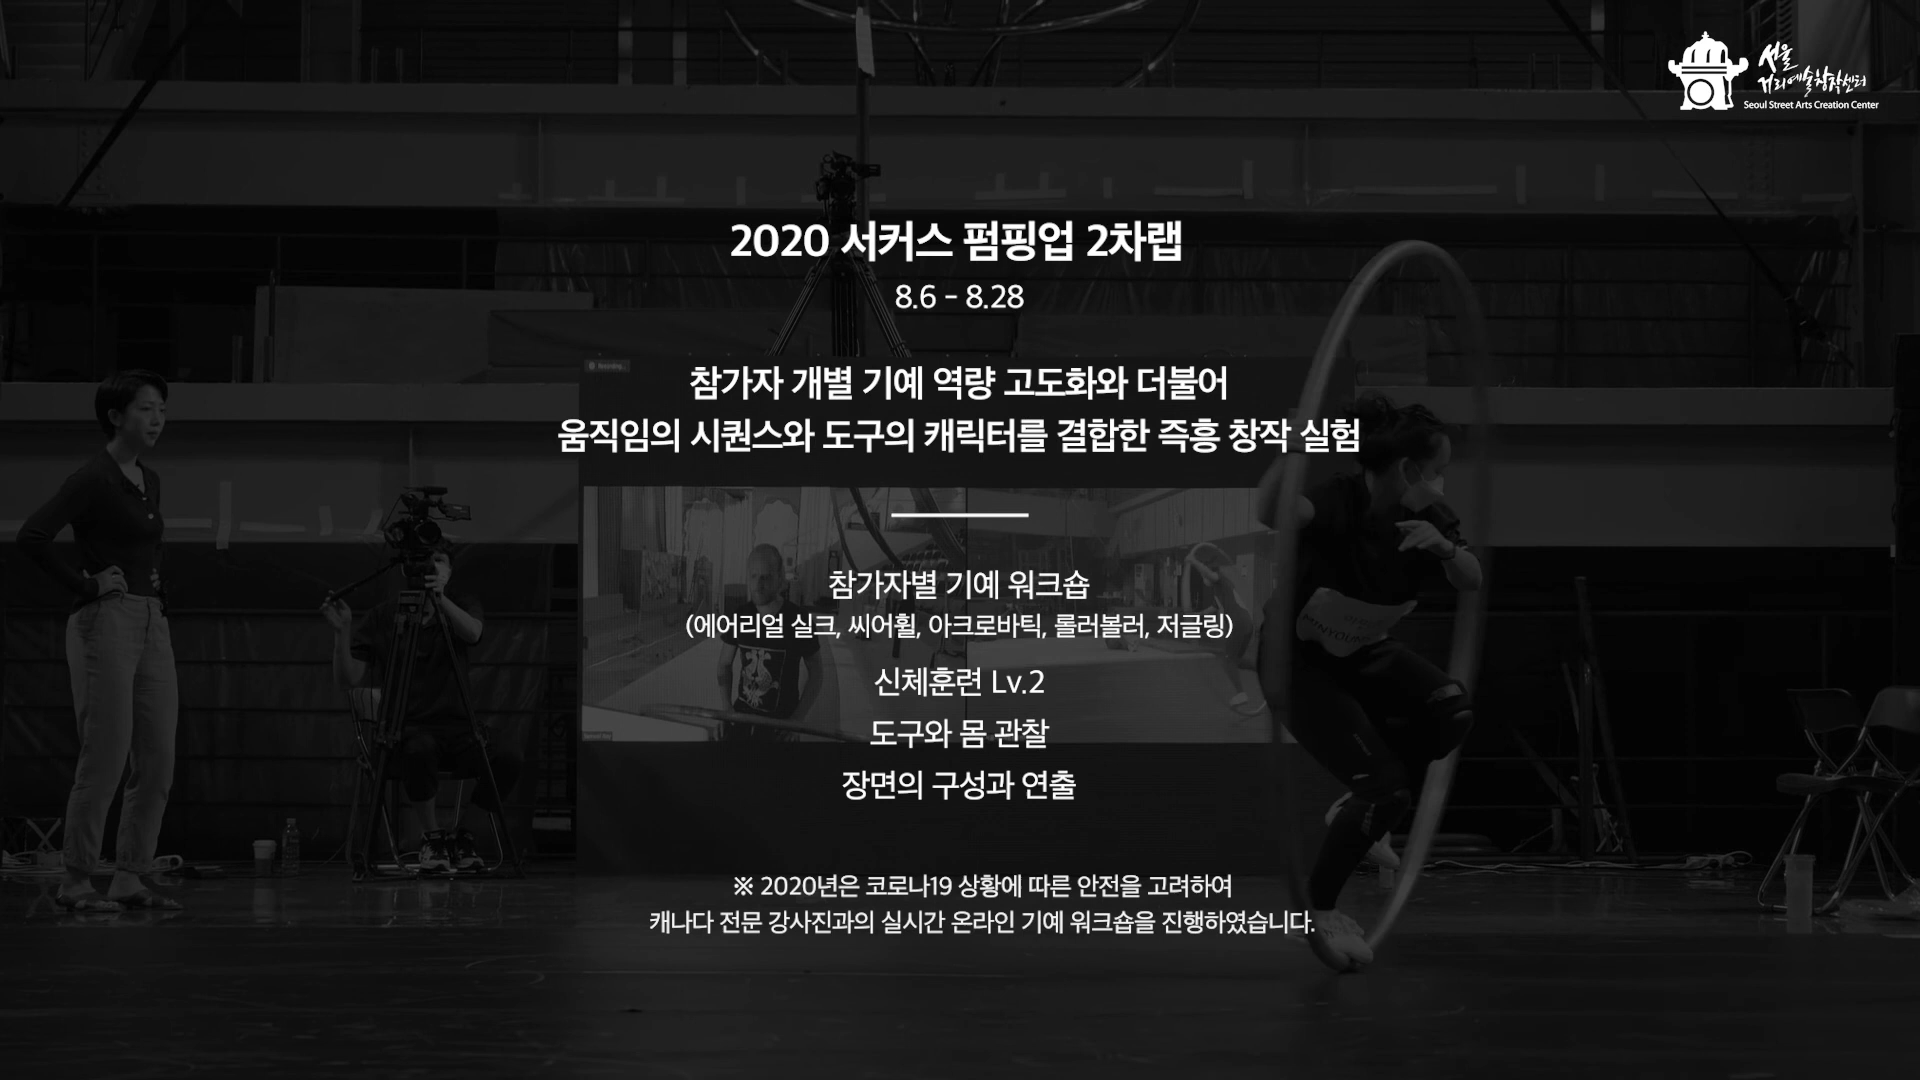 서울
거리예술창작센터
Seoul Street Arts Creation Center
2020 서커스 펌핑업 2차랩
8.6 - 8.28
참가자 개별 기예 역량 고도화와 더불어
움직임의 시퀀스와 도구의 캐릭터를 결합한 즉흥 창작 실험
참가자별 기예 워크숍
(에어리얼 실크, 씨어휠, 아크로바틱, 롤러볼러, 저글링)
신체훈련 Lv.2
도구와 몸 관찰
장면의 구성과 연출
※ 2020년은 코로나19 상황에 따른 안전을 고려하여
캐나다 전문 강사진과의 실시간 온라인 기예 워크숍을 진행하였습니다.